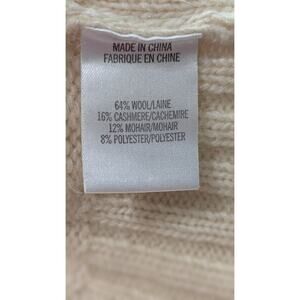 MADE IN CHINA
FABRIQUE EN CHINE
64% WOOL/LAINE
16% CASHMERE/CACHEMIRE
12% MOHAIR/MOHAIR
8% POLYESTER/POLYESTER